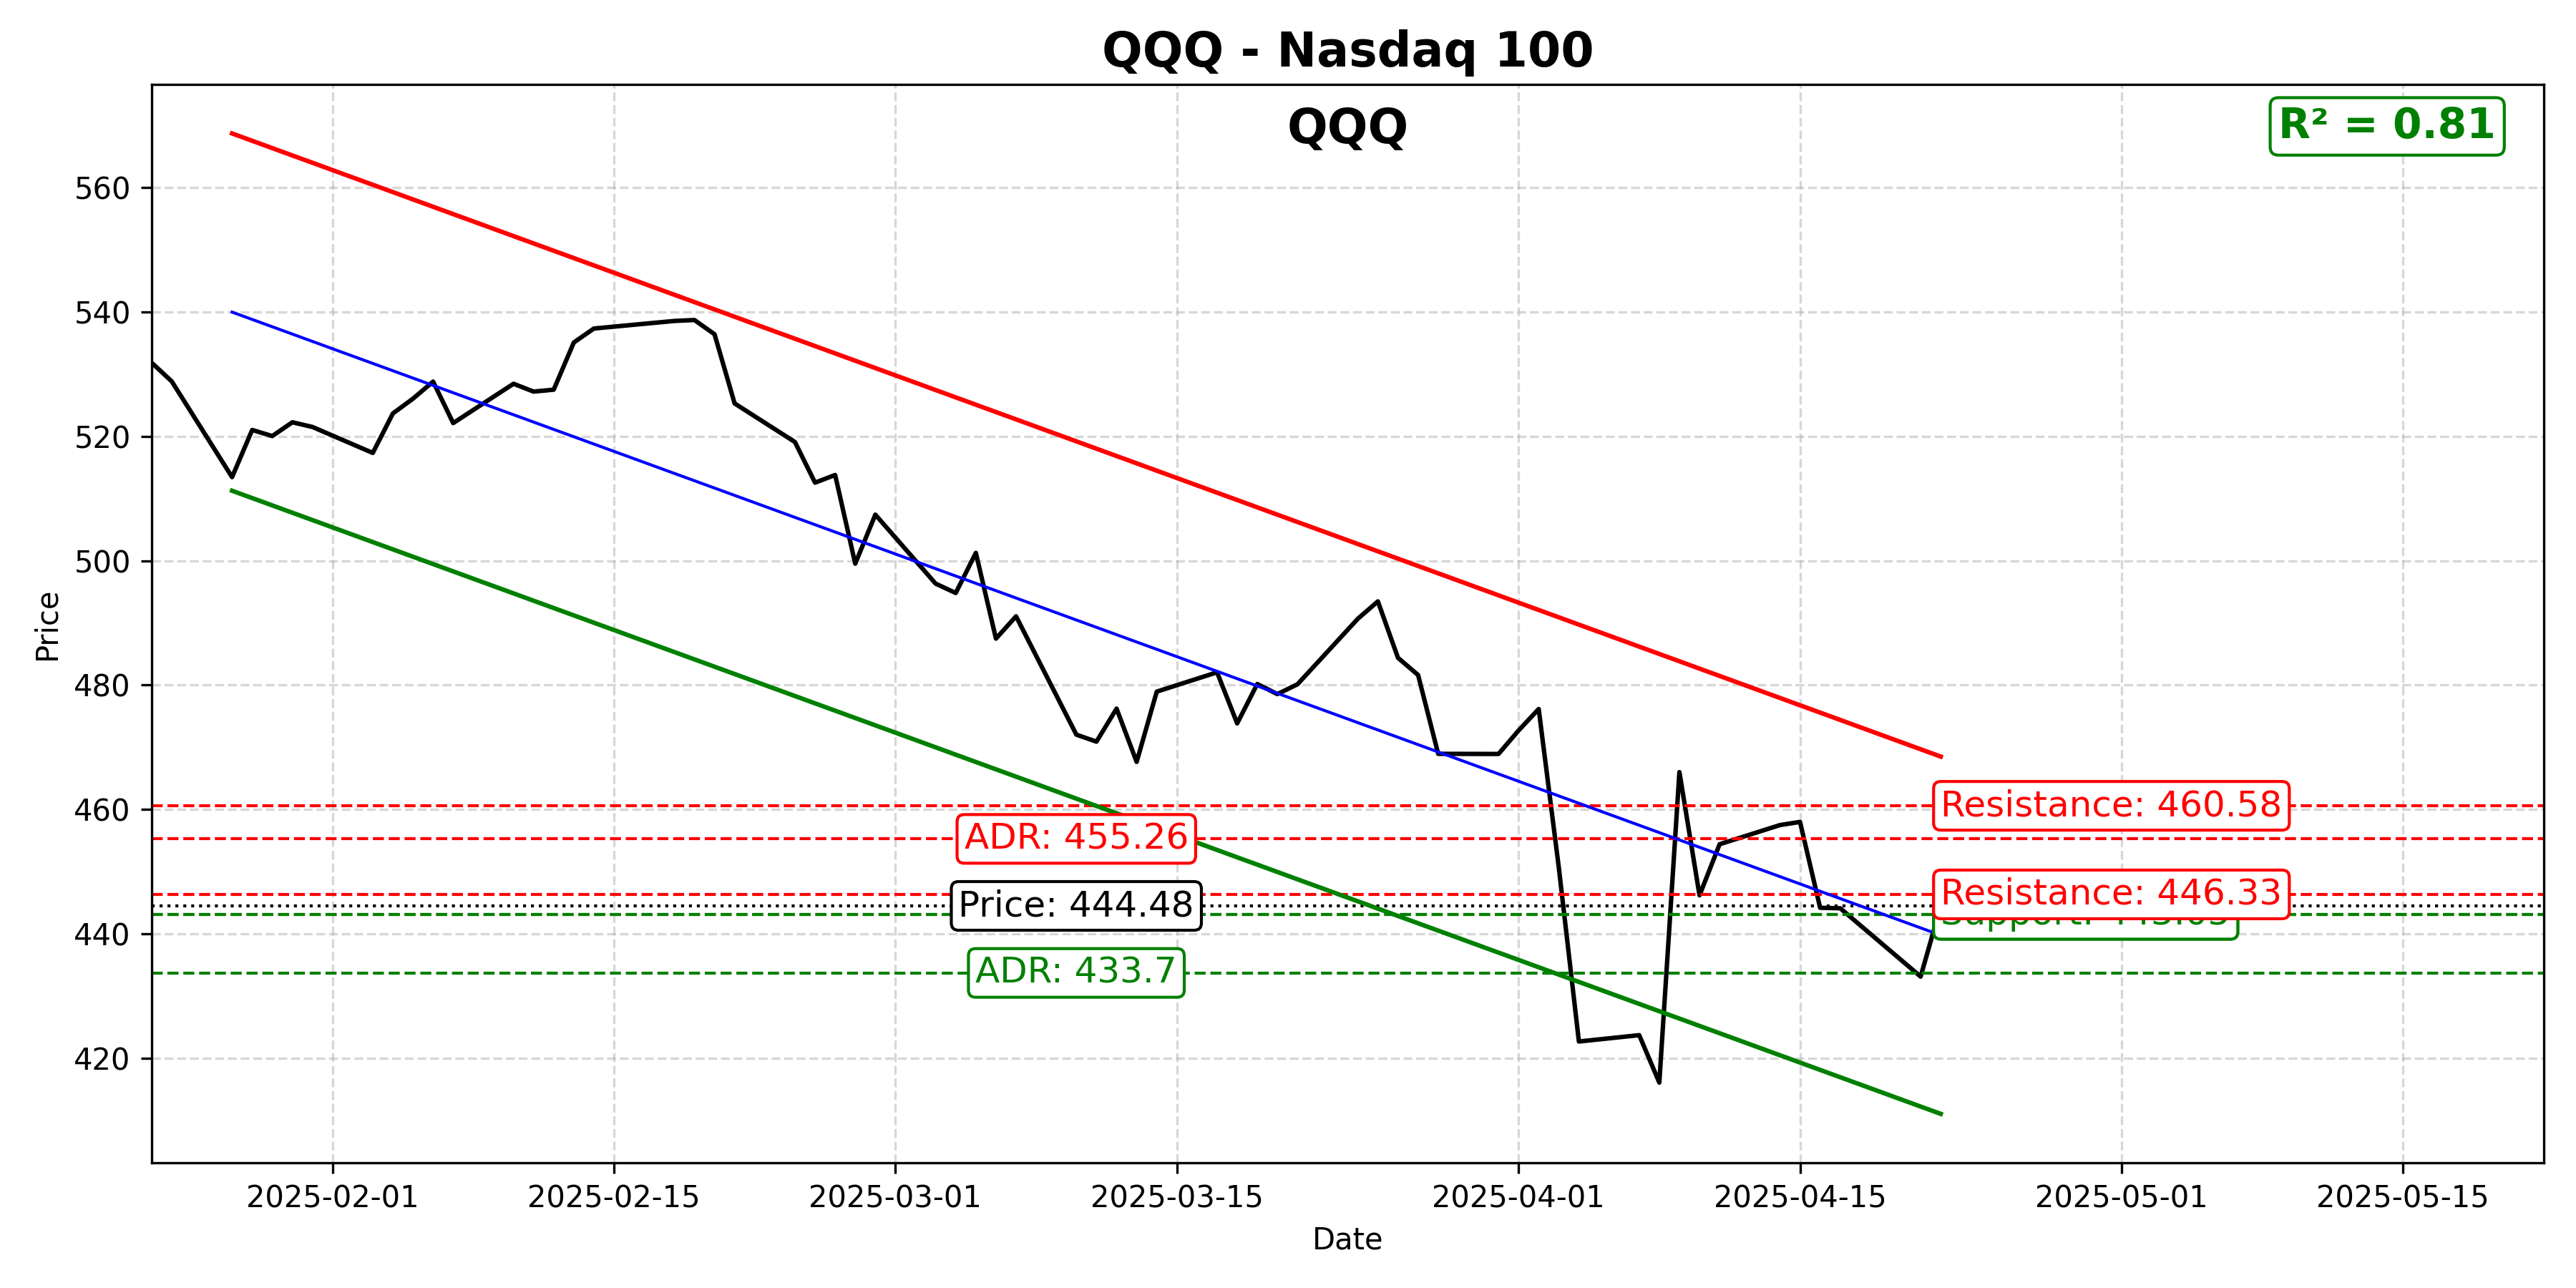 QQQ - Nasdaq 100
QQQ
R² = 0.81
Price
560
540
520
500
480
460
440
420
Resistance: 460.58
ADR: 455.26
Resistance: 446.33
Price: 444.48
ADR: 433.7
2025-02-01
2025-02-15
2025-03-01
2025-03-15
2025-04-01
2025-04-15
2025-05-01
2025-05-15
Date